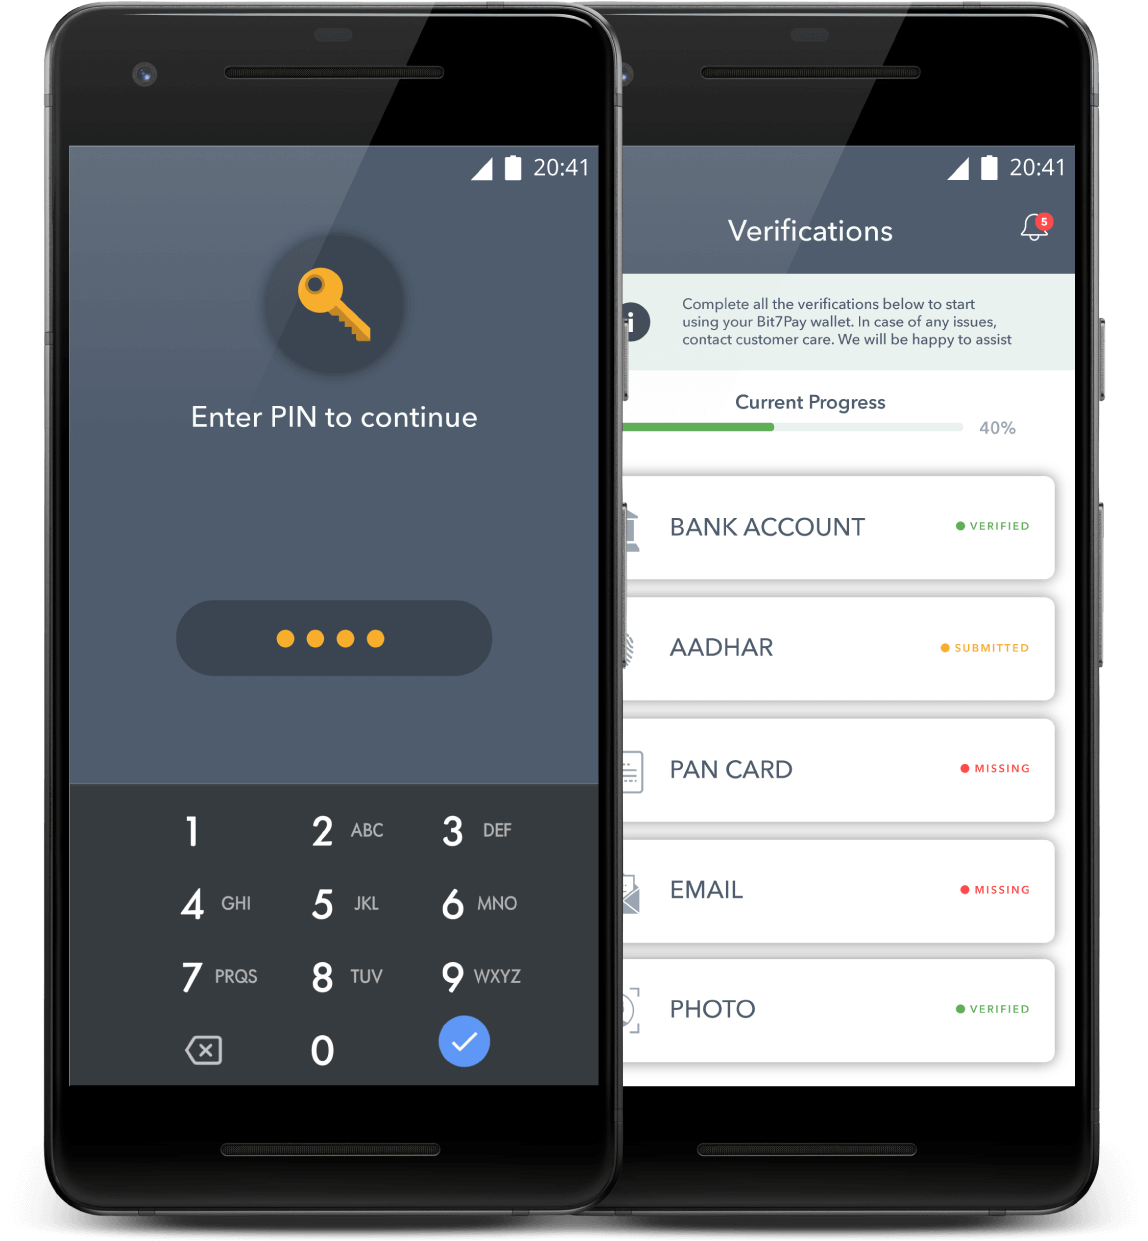 20:41
Enter PIN to continue
1
2 ABC
3 DEF
4 GHI
5 JKL
6 MNO
7 PRQS
8 TUV
9 WXYZ
0
20:41
Verifications
5
Complete all the verifications below to start
using your Bit7Pay wallet. In case of any issues,
contact customer care. We will be happy to assist
Current Progress
40%
BANK ACCOUNT
VERIFIED
AADHAR
SUBMITTED
PAN CARD
MISSING
EMAIL
MISSING
PHOTO
VERIFIED